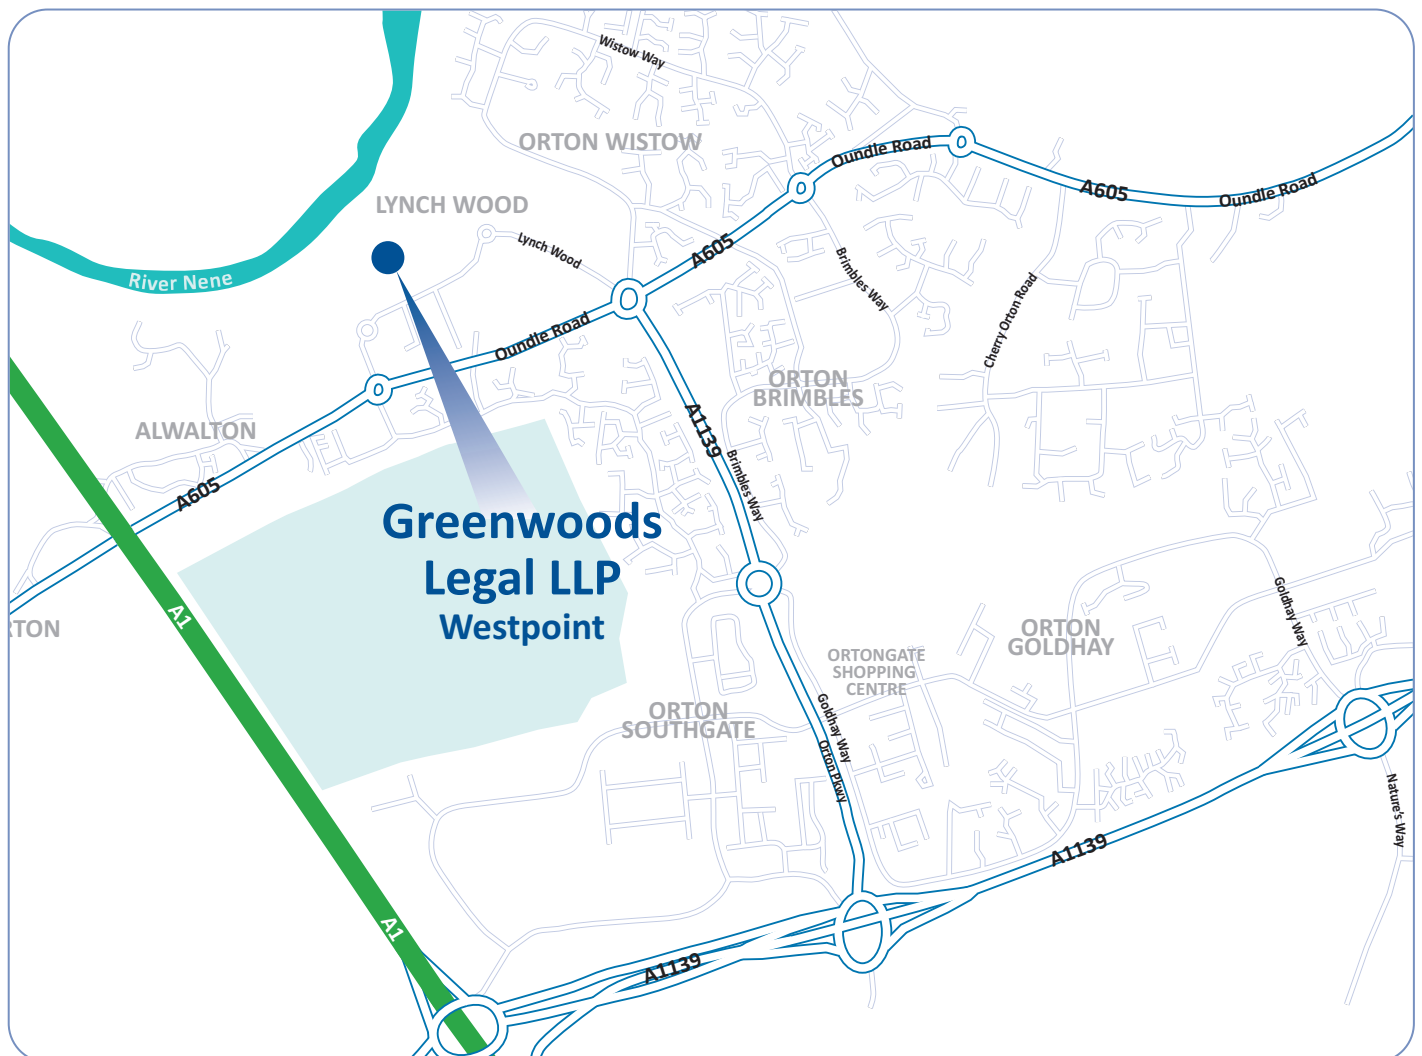 Wistow Way
ORTON WISTOW
Oundle Road
A605
Oundle Road
LYNCH WOOD
Lynch Wood
A605
River Nene
Brimbles Way
Cherry Orton Road
Oundle Road
ORTON
BRIMBLES
A1139
ALWALTON
Brimbles Way
A605
Greenwoods
Legal LLP
Westpoint
A1
RTON
Goldhay Way
ORTON
GOLDHAY
ORTONGATE
SHOPPING
CENTRE
ORTON
SOUTHGATE
Goldhay Way
Orton Pkwy
Nature's Way
A1139
A1
A1139